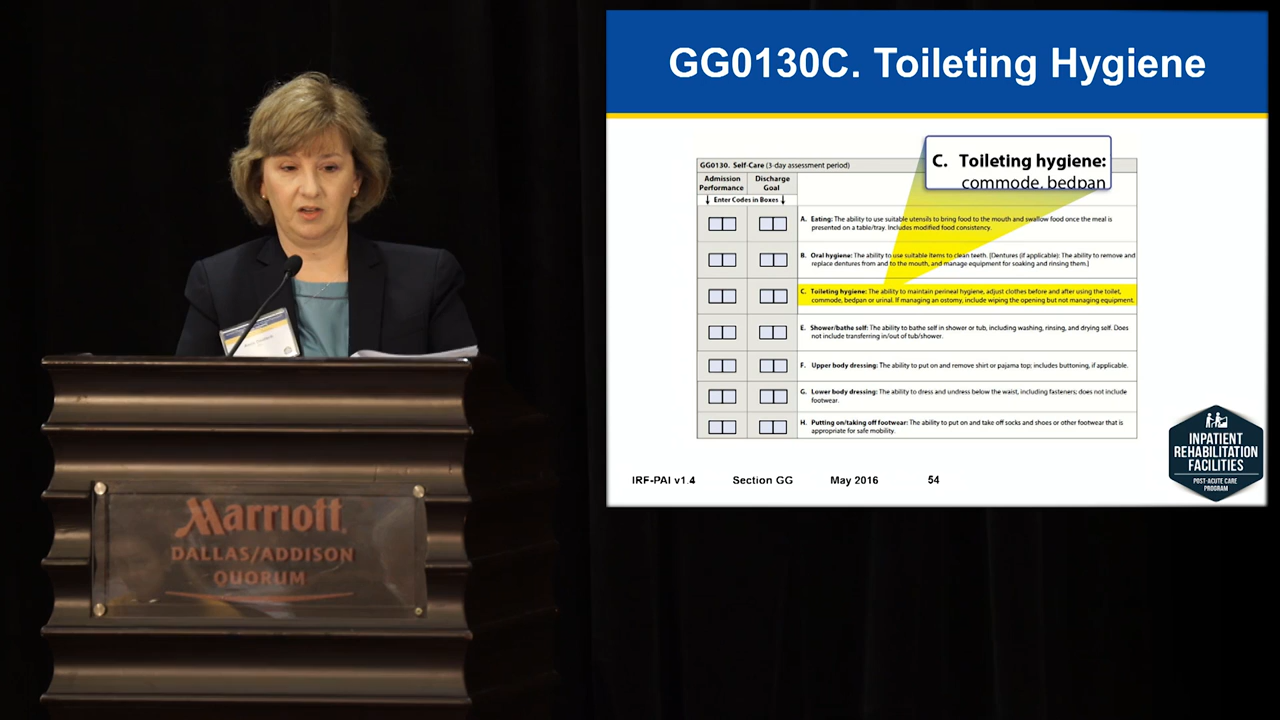 GG0130C. Toileting Hygiene
C. Toileting hygiene:
commode, bedpan
GG0130. Self-Care (3-day assessment period)
Admission
Performance
Discharge
Goal
↓ Enter Codes in Boxes ↓
A. Eating: The ability to use suitable utensils to bring food to the mouth and swallow food once the meal is
presented on a table/tray. Includes modified food consistency.
B. Oral hygiene: The ability to use suitable items to clean teeth. [Dentures (if applicable): The ability to remove and
replace dentures from and to the mouth, and manage equipment for soaking and rinsing them.]
C. Toileting hygiene: The ability to maintain perineal hygiene, adjust clothes before and after using the toilet,
commode, bedpan or urinal. If managing an ostomy, include wiping the opening but not managing equipment.
E. Shower/bathe self: The ability to bathe self in shower or tub, including washing, rinsing, and drying self. Does
not include transferring in/out of tub/shower.
F. Upper body dressing: The ability to put on and remove shirt or pajama top; includes buttoning, if applicable.
G. Lower body dressing: The ability to dress and undress below the waist, including fasteners; does not include
footwear.
H. Putting on/taking off footwear: The ability to put on and take off socks and shoes or other footwear that is
appropriate for safe mobility.
IRF-PAI v1.4 Section GG May 2016 54
INPATIENT
REHABILITATION
FACILITIES
POST-ACUTE CARE
PROGRAM
Marriott
DALLAS/ADDISON
QUORUM